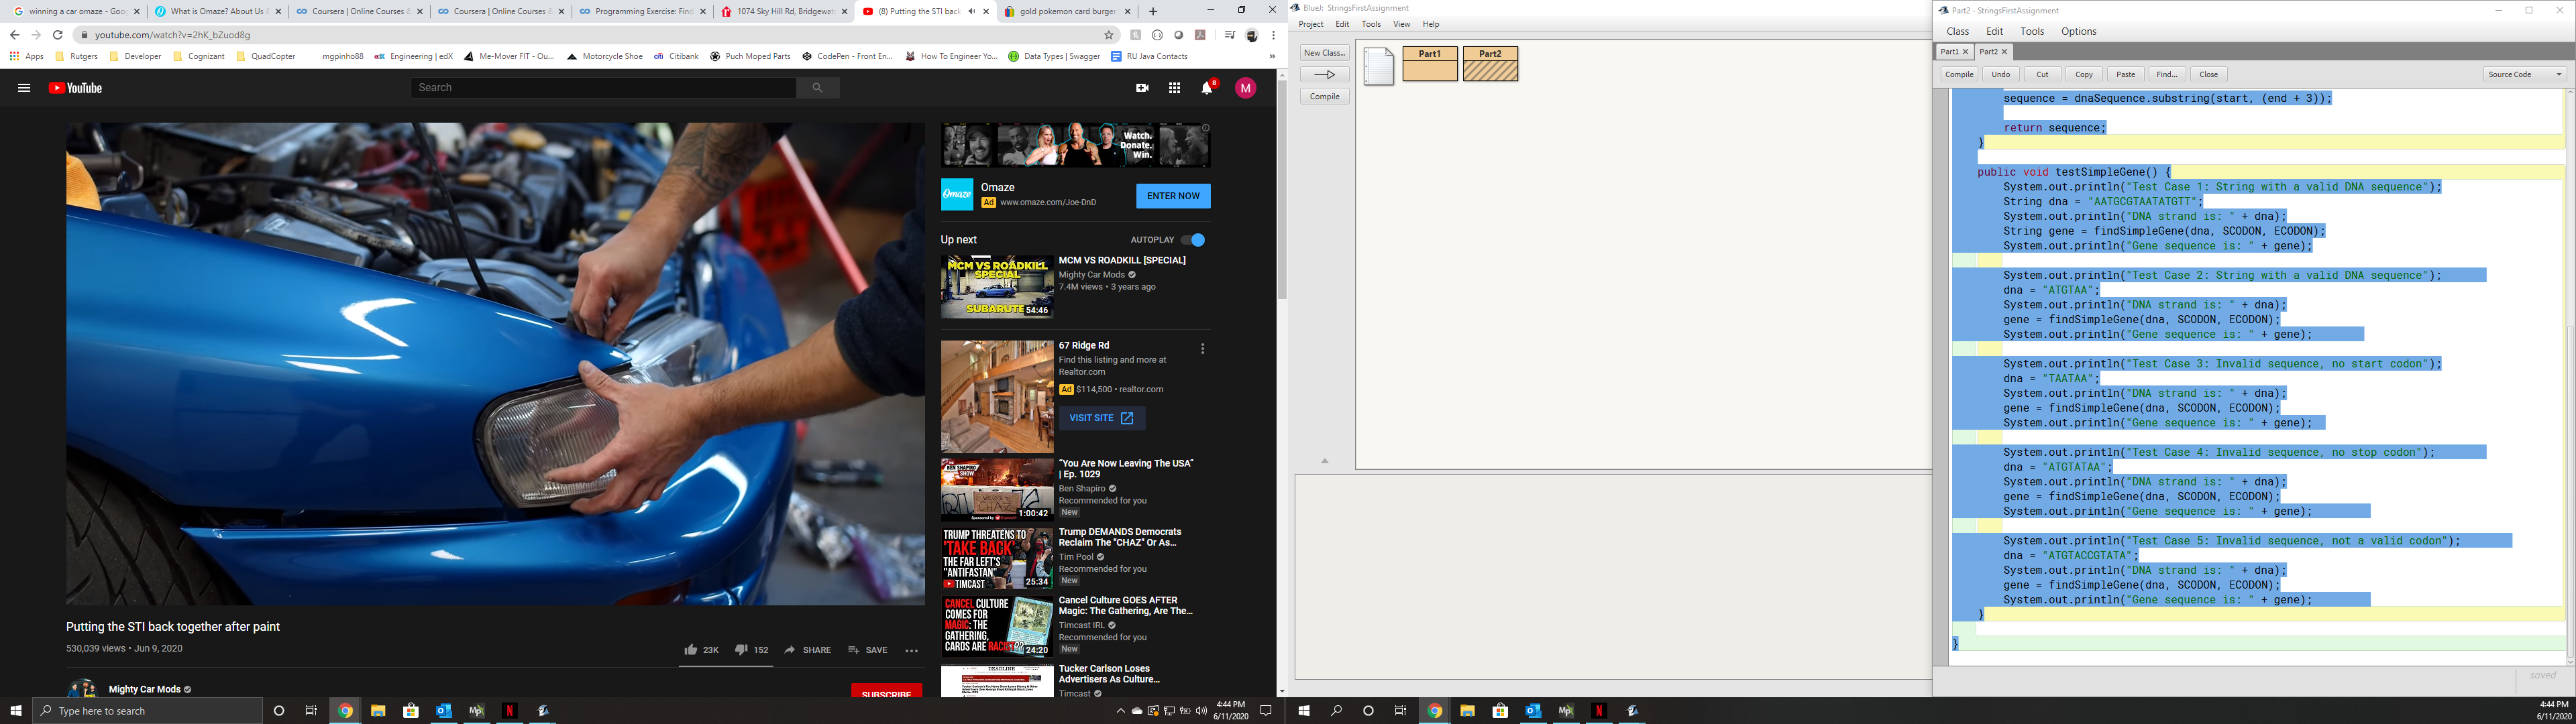 winning a car omaze - Goo
What is Omaze? About Us &
Coursera | Online Courses &
Coursera | Online Courses &
Programming Exercise: Find
1074 Sky Hill Rd, Bridgewat
(8) Putting the STI back
gold pokemon card burger
youtube.com/watch?v=2hK_bZuod8g
Apps
Rutgers
Developer
Cognizant
QuadCopter
mgpinho88
Engineering | edX
Me-Mover FIT - Ou...
Motorcycle Shoe
citi Citibank
Puch Moped Parts
CodePen - Front En...
How To Engineer Yo...
Data Types | Swagger
RU Java Contacts
YouTube
Search
8
M
Watch.
Donate.
Win.
Omaze
Omaze
Ad www.omaze.com/Joe-DnD
ENTER NOW
Up next
AUTOPLAY
MCM VS ROADKILL
SPECIAL
SUBARUTE
54:46
MCM VS ROADKILL [SPECIAL]
Mighty Car Mods
7.4M views • 3 years ago
67 Ridge Rd
Find this listing and more at
Realtor.com
Ad $114,500 • realtor.com
VISIT SITE
BEN SHAPIRO SHOW
1:00:42
"You Are Now Leaving The USA"
| Ep. 1029
Ben Shapiro
Recommended for you
New
TRUMP THREATENS TO
'TAKE BACK'
THE FAR LEFT'S
"ANTIFASTAN"
TIMCAST
25:34
Trump DEMANDS Democrats
Reclaim The "CHAZ" Or As...
Tim Pool
Recommended for you
New
CANCEL CULTURE
COMES FOR
MAGIC: THE
GATHERING,
CARDS ARE RACIST??
24:20
Cancel Culture GOES AFTER
Magic: The Gathering, Are The...
Timcast IRL
Recommended for you
New
DEADLINE
Tucker Carlson Loses
Advertisers As Culture...
Timcast
Putting the STI back together after paint
530,039 views • Jun 9, 2020
23K
152
SHARE
SAVE
Mighty Car Mods
SUBSCRIBE
Type here to search
4:44 PM
6/11/2020
BlueJ: StringsFirstAssignment
Project
Edit
Tools
View
Help
New Class...
Compile
Part1
Part2
Part2 - StringsFirstAssignment
Class
Edit
Tools
Options
Part1
Part2
Compile
Undo
Cut
Copy
Paste
Find...
Close
Source Code
sequence = dnaSequence.substring(start, (end + 3));
return sequence;
}
public void testSimpleGene() {
System.out.println("Test Case 1: String with a valid DNA sequence");
String dna = "AATGCGTAATATGTT";
System.out.println("DNA strand is: " + dna);
String gene = findSimpleGene(dna, SCODON, ECODON);
System.out.println("Gene sequence is: " + gene);
System.out.println("Test Case 2: String with a valid DNA sequence");
dna = "ATGTAA";
System.out.println("DNA strand is: " + dna);
gene = findSimpleGene(dna, SCODON, ECODON);
System.out.println("Gene sequence is: " + gene);
System.out.println("Test Case 3: Invalid sequence, no start codon");
dna = "TAATAA";
System.out.println("DNA strand is: " + dna);
gene = findSimpleGene(dna, SCODON, ECODON);
System.out.println("Gene sequence is: " + gene);
System.out.println("Test Case 4: Invalid sequence, no stop codon");
dna = "ATGTATAA";
System.out.println("DNA strand is: " + dna);
gene = findSimpleGene(dna, SCODON, ECODON);
System.out.println("Gene sequence is: " + gene);
System.out.println("Test Case 5: Invalid sequence, not a valid codon");
dna = "ATGTACCGTATA";
System.out.println("DNA strand is: " + dna);
gene = findSimpleGene(dna, SCODON, ECODON);
System.out.println("Gene sequence is: " + gene);
}
}
saved
4:44 PM
6/11/2020